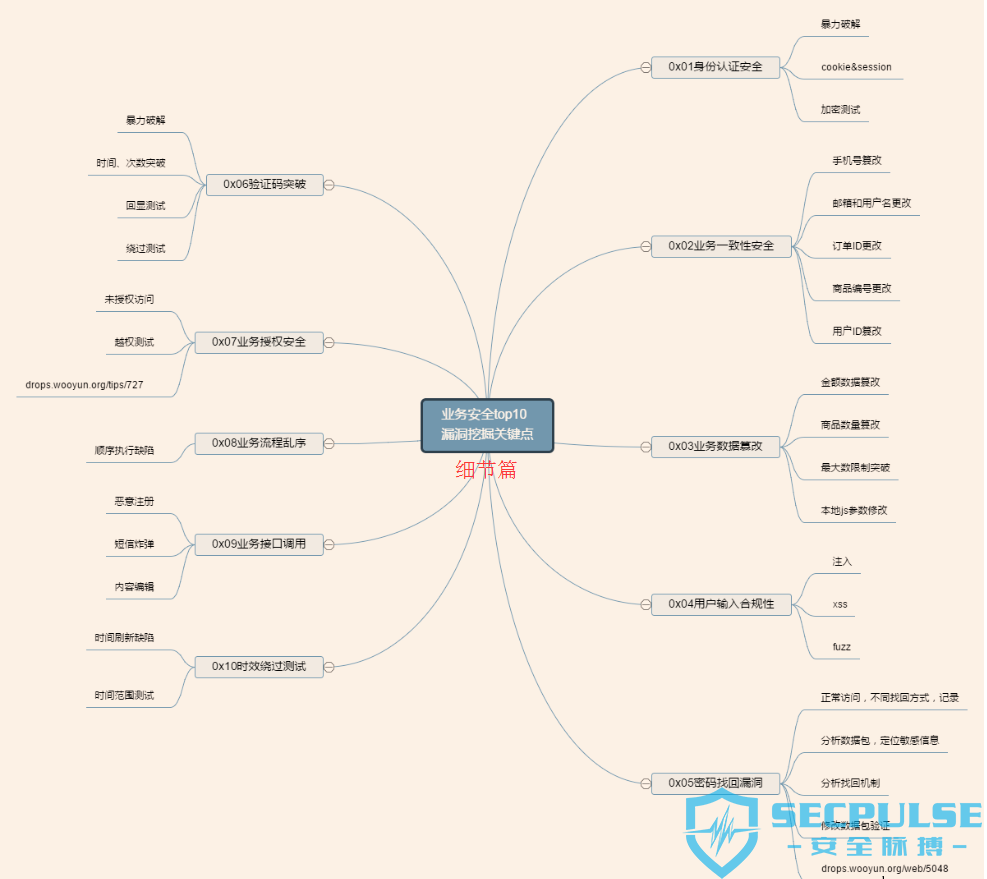 业务安全top10
漏洞挖掘关键点
细节篇
0x01身份认证安全
暴力破解
cookie&session
加密测试
0x02业务一致性安全
手机号篡改
邮箱和用户名更改
订单ID更改
商品编号更改
用户ID篡改
0x03业务数据篡改
金额数据篡改
商品数量篡改
最大数限制突破
本地js参数修改
0x04用户输入合规性
注入
xss
fuzz
0x05密码找回漏洞
正常访问，不同找回方式，记录
分析数据包，定位敏感信息
分析找回机制
修改数据包验证
drops.wooyun.org/web/5048
0x06验证码突破
暴力破解
时间、次数突破
回显测试
绕过测试
0x07业务授权安全
未授权访问
越权测试
drops.wooyun.org/tips/727
0x08业务流程乱序
顺序执行缺陷
0x09业务接口调用
恶意注册
短信炸弹
内容编辑
0x10时效绕过测试
时间刷新缺陷
时间范围测试
SECPULSE
安全脉搏